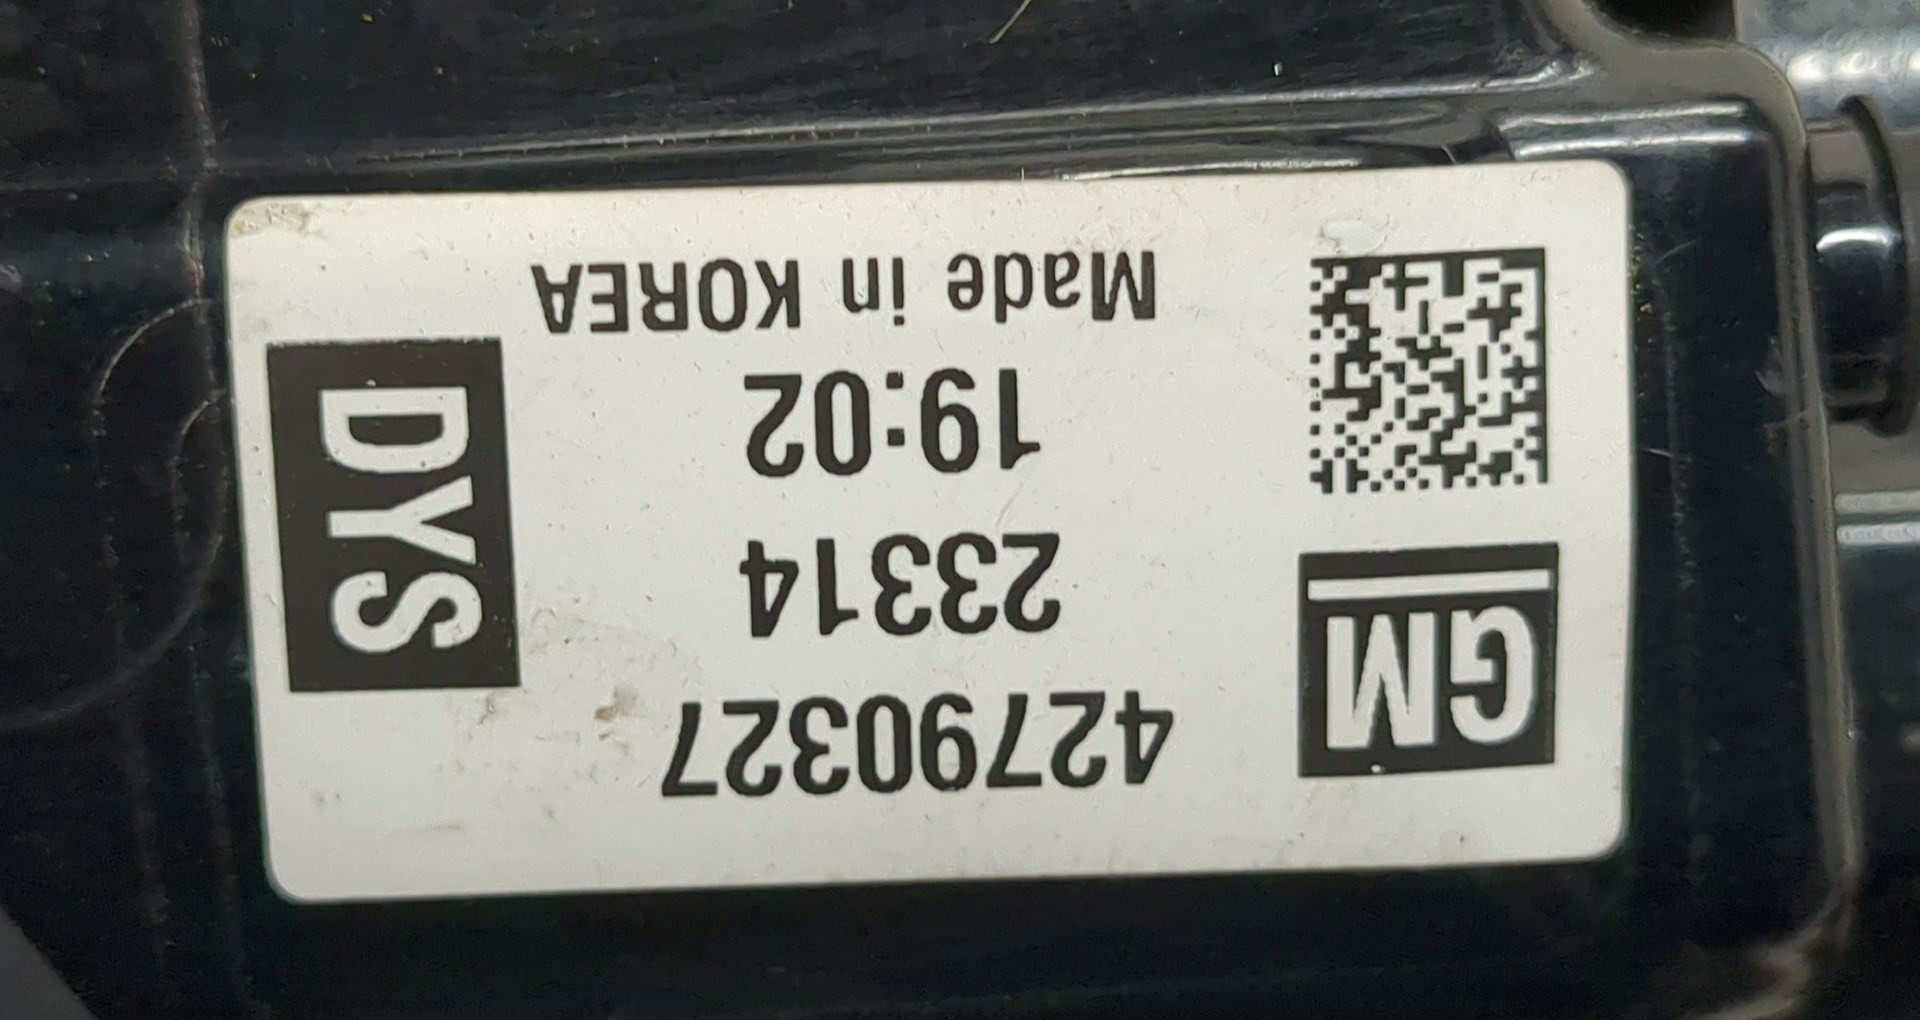 GM
42790327
23314
19:02
Made in KOREA
DYS